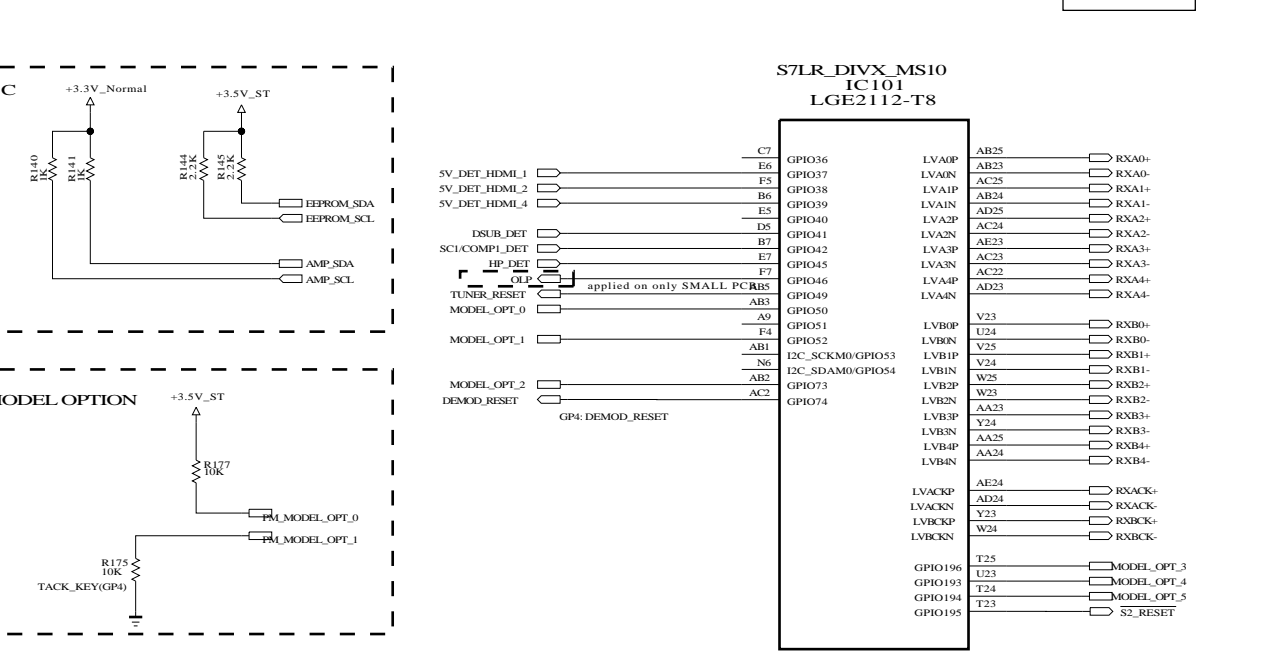 C
+3.3V_Normal
+3.5V_ST
R140
1K
R141
1K
R144
2.2K
R145
2.2K
EEPROM_SDA
EEPROM_SCL
AMP_SDA
AMP_SCL
MODEL OPTION
+3.5V_ST
R177
10K
PM_MODEL_OPT_0
PM_MODEL_OPT_1
R175
10K
TACK_KEY(GP4)
S7LR_DIVX_MS10
IC101
LGE2112-T8
C7 GPIO36
5V_DET_HDMI_1 E6 GPIO37
5V_DET_HDMI_2 F5 GPIO38
5V_DET_HDMI_4 B6 GPIO39
E5 GPIO40
DSUB_DET D5 GPIO41
SC1/COMP1_DET B7 GPIO42
HP_DET E7 GPIO45
OLP F7 GPIO46
applied on only SMALL PCB
TUNER_RESET AB5 GPIO49
MODEL_OPT_0 AB3 GPIO50
A9 GPIO51
MODEL_OPT_1 F4 GPIO52
AB1 I2C_SCKM0/GPIO53
N6 I2C_SDAM0/GPIO54
MODEL_OPT_2 AB2 GPIO73
DEMOD_RESET AC2 GPIO74
GP4: DEMOD_RESET
LVA0P AB25 RXA0+
LVA0N AB23 RXA0-
LVA1P AC25 RXA1+
LVA1N AB24 RXA1-
LVA2P AD25 RXA2+
LVA2N AC24 RXA2-
LVA3P AE23 RXA3+
LVA3N AC23 RXA3-
LVA4P AC22 RXA4+
LVA4N AD23 RXA4-
LVB0P V23 RXB0+
LVB0N U24 RXB0-
LVB1P V25 RXB1+
LVB1N V24 RXB1-
LVB2P W25 RXB2+
LVB2N W23 RXB2-
LVB3P AA23 RXB3+
LVB3N Y24 RXB3-
LVB4P AA25 RXB4+
LVB4N AA24 RXB4-
LVACKP AE24 RXACK+
LVACKN AD24 RXACK-
LVBCKP Y23 RXBCK+
LVBCKN W24 RXBCK-
GPIO196 T25 MODEL_OPT_3
GPIO193 U23 MODEL_OPT_4
GPIO194 T24 MODEL_OPT_5
GPIO195 T23 S2_RESET